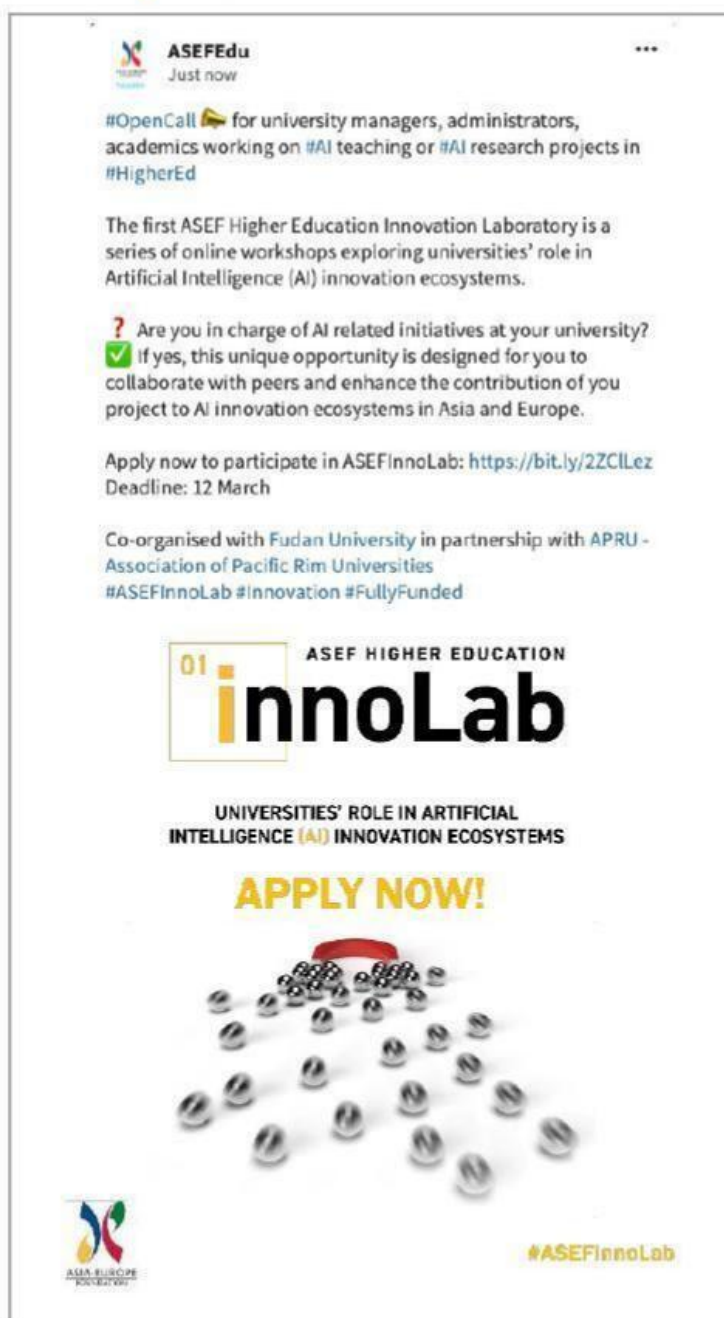 ASEFEdu
Just now
#OpenCall 📣 for university managers, administrators,
academics working on #AI teaching or #AI research projects in
#HigherEd
The first ASEF Higher Education Innovation Laboratory is a
series of online workshops exploring universities' role in
Artificial Intelligence (AI) innovation ecosystems.
❓ Are you in charge of AI related initiatives at your university?
✅ If yes, this unique opportunity is designed for you to
collaborate with peers and enhance the contribution of you
project to AI innovation ecosystems in Asia and Europe.
Apply now to participate in ASEFInnoLab: https://bit.ly/2ZClLez
Deadline: 12 March
Co-organised with Fudan University in partnership with APRU -
Association of Pacific Rim Universities
#ASEFInnoLab #Innovation #FullyFunded
01
ASEF HIGHER EDUCATION
innoLab
UNIVERSITIES' ROLE IN ARTIFICIAL
INTELLIGENCE (AI) INNOVATION ECOSYSTEMS
APPLY NOW!
ASIA-EUROPE
FOUNDATION
#ASEFInnoLab